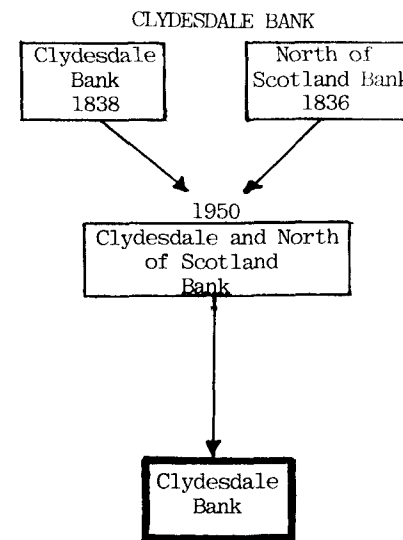 CLYDESDALE BANK
Clydesdale
Bank
1838
North of
Scotland Bank
1836
1950
Clydesdale and North
of Scotland
Bank
Clydesdale
Bank